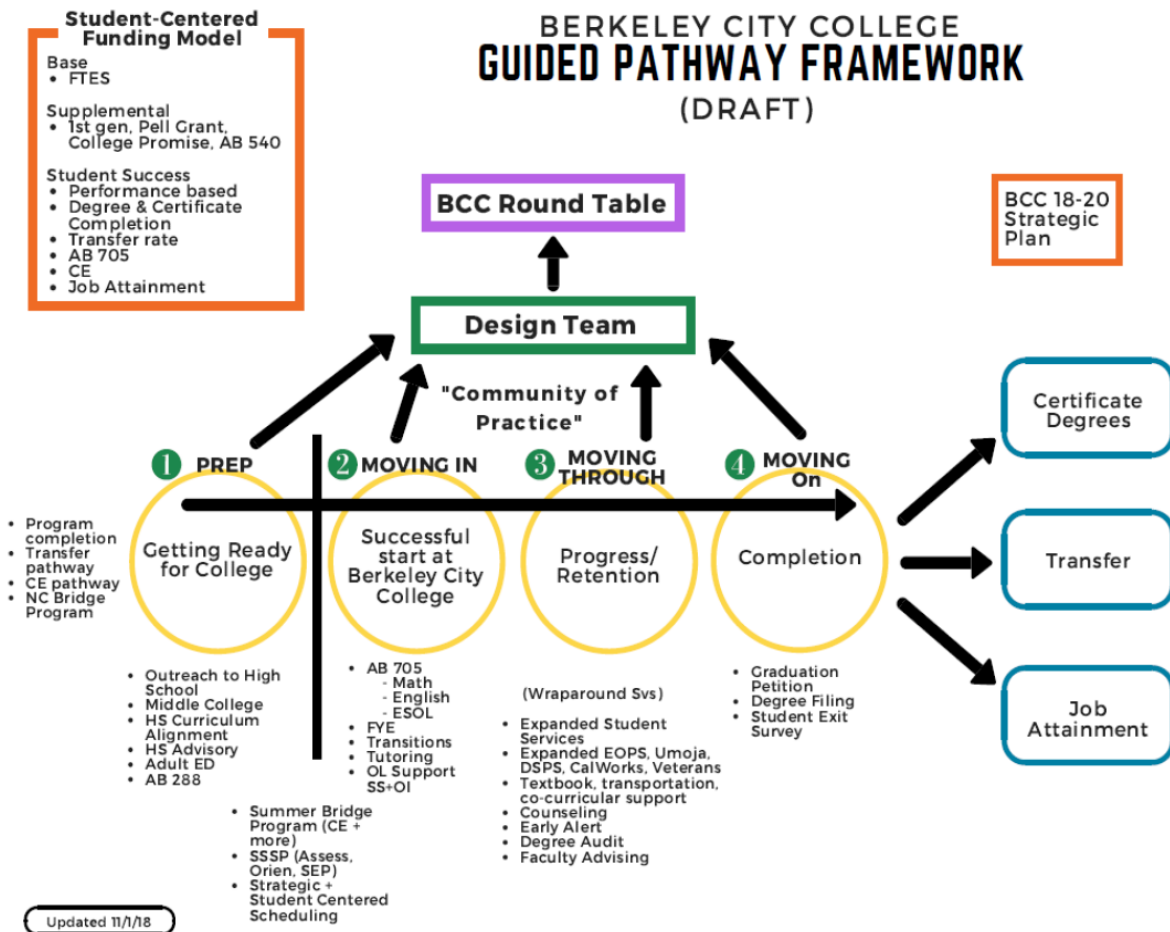 Student-Centered
Funding Model
Base
• FTES
Supplemental
• 1st gen, Pell Grant,
College Promise, AB 540
Student Success
• Performance based
• Degree & Certificate
Completion
• Transfer rate
• AB 705
• CE
• Job Attainment
BERKELEY CITY COLLEGE
GUIDED PATHWAY FRAMEWORK
(DRAFT)
BCC Round Table
BCC 18-20
Strategic
Plan
Design Team
"Community of
Practice"
1 PREP
2 MOVING IN
3 MOVING
THROUGH
4 MOVING
On
• Program
completion
• Transfer
pathway
• CE pathway
• NC Bridge
Program
Getting Ready
for College
Successful
start at
Berkeley City
College
Progress/
Retention
Completion
Certificate
Degrees
Transfer
Job
Attainment
• Outreach to High
School
• Middle College
• HS Curriculum
Alignment
• HS Advisory
• Adult ED
• AB 288
• AB 705
- Math
- English
- ESOL
• FYE
• Transitions
• Tutoring
• OL Support
SS+OI
• Summer Bridge
Program (CE +
more)
• SSSP (Assess,
Orien, SEP)
• Strategic +
Student Centered
Scheduling
(Wraparound Svs)
• Expanded Student
Services
• Expanded EOPS, Umoja,
DSPS, CalWorks, Veterans
• Textbook, transportation,
co-curricular support
• Counseling
• Early Alert
• Degree Audit
• Faculty Advising
• Graduation
Petition
• Degree Filing
• Student Exit
Survey
Updated 11/1/18